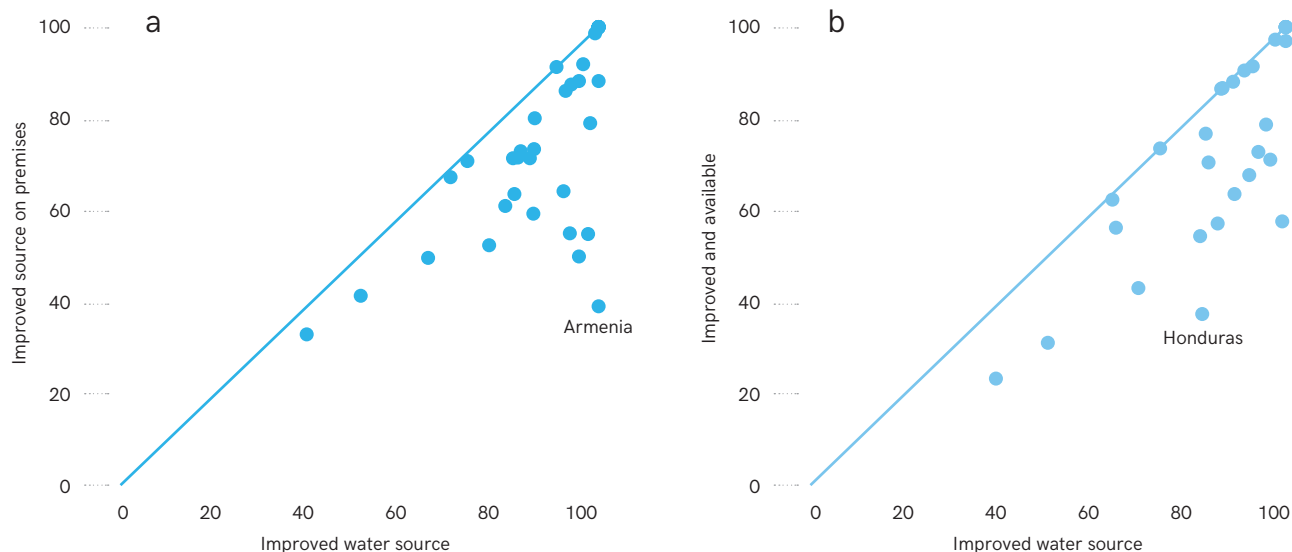 a
Improved source on premises
100
80
60
40
20
0
0 20 40 60 80 100
Improved water source
Armenia
b
Improved and available
100
80
60
40
20
0
0 20 40 60 80 100
Improved water source
Honduras